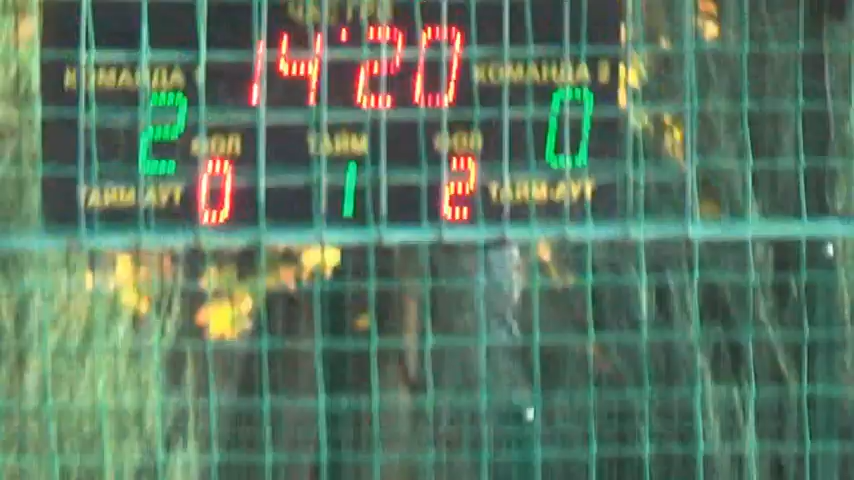 14'20
КОМАНДА 1 КОМАНДА 2
2 0
ФОЛ ТАЙМ ФОЛ
0 1 2
ТАЙМ-АУТ ТАЙМ-АУТ